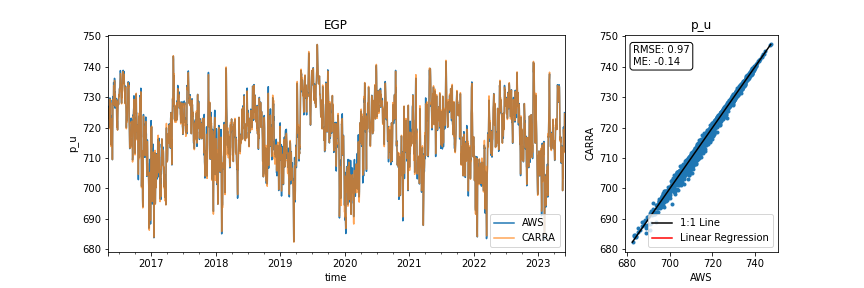 EGP
p_u
750
740
730
720
710
700
690
680
p_u
2017
2018
2019
2020
2021
2022
2023
time
AWS
CARRA
p_u
RMSE: 0.97
ME: -0.14
750
740
730
720
710
700
690
680
CARRA
680
700
720
740
AWS
1:1 Line
Linear Regression